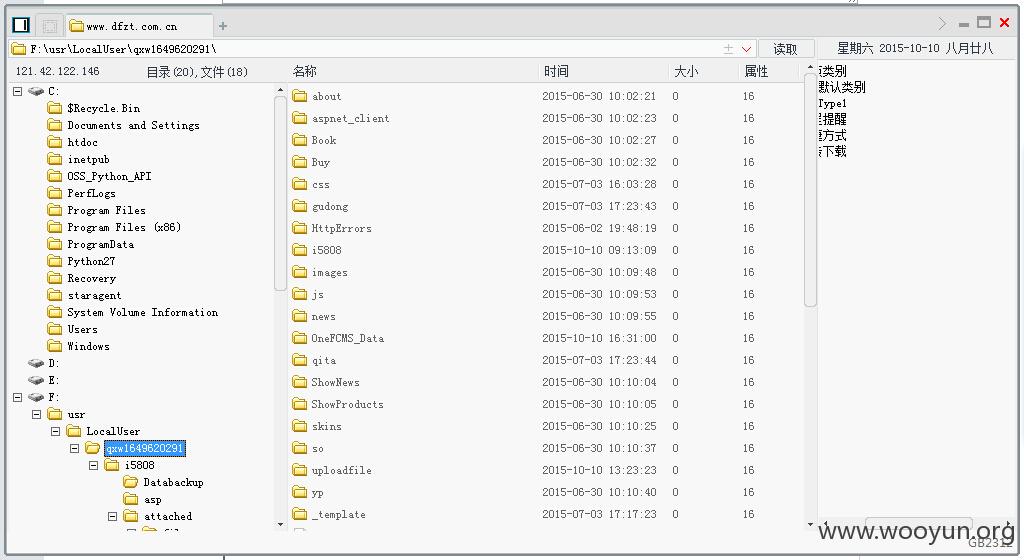 www.dfzt.com.cn
F:\usr\LocalUser\qxw1649620291\
读取
星期六 2015-10-10 八月廿八
121.42.122.146 目录(20),文件(18)
名称 时间 大小 属性
C:
$Recycle.Bin
Documents and Settings
htdoc
inetpub
OSS_Python_API
PerfLogs
Program Files
Program Files (x86)
ProgramData
Python27
Recovery
staragent
System Volume Information
Users
Windows
D:
E:
F:
usr
LocalUser
qxw1649620291
i5808
Databackup
asp
attached
about 2015-06-30 10:02:21 0 16
aspnet_client 2015-06-30 10:02:23 0 16
Book 2015-06-30 10:02:27 0 16
Buy 2015-06-30 10:02:32 0 16
css 2015-07-03 16:03:28 0 16
gudong 2015-07-03 17:23:43 0 16
HttpErrors 2015-06-02 19:48:19 0 16
i5808 2015-10-10 09:13:09 0 16
images 2015-06-30 10:09:48 0 16
js 2015-06-30 10:09:53 0 16
news 2015-06-30 10:09:55 0 16
OneFCMS_Data 2015-10-10 16:31:00 0 16
qita 2015-07-03 17:23:44 0 16
ShowNews 2015-06-30 10:10:04 0 16
ShowProducts 2015-06-30 10:10:05 0 16
skins 2015-06-30 10:10:25 0 16
so 2015-06-30 10:10:37 0 16
uploadfile 2015-10-10 13:23:23 0 16
yp 2015-06-30 10:10:40 0 16
_template 2015-07-03 17:17:23 0 16
类别
默认类别
Type1
提醒
方式
下载
www.wooyun.org
GB2312